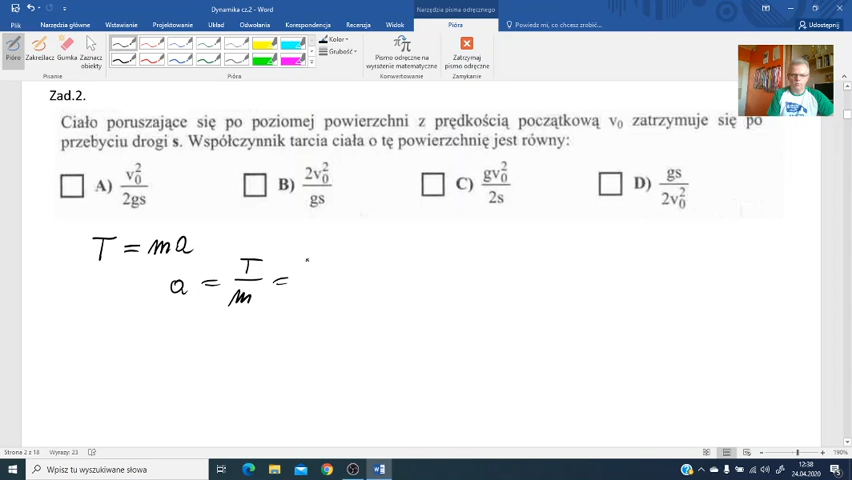 Dynamika cz.2 - Word
Narzędzia pisma odręcznego
Plik Narzędzia główne Wstawianie Projektowanie Układ Odwołania Korespondencja Recenzja Widok Pióra Powiedz mi, co chcesz zrobić... Udostępnij
Pióro Zakreślacz Gumka Zaznacz obiekty
Kolor
Grubość
Pismo odręczne na wyrażenie matematyczne
Zatrzymaj pismo odręczne
Pisanie Pióra Konwertowanie Zamykanie
Zad.2.
Ciało poruszające się po poziomej powierzchni z prędkością początkową v₀ zatrzymuje się po
przebyciu drogi s. Współczynnik tarcia ciała o tę powierzchnię jest równy:
A) v₀²/2gs B) 2v₀²/gs C) gv₀²/2s D) gs/2v₀²
T = ma
a = T/m =
Strona 2 z 18 Wyrazy: 23 190%
Wpisz tu wyszukiwane słowo
12:38
24.04.2020